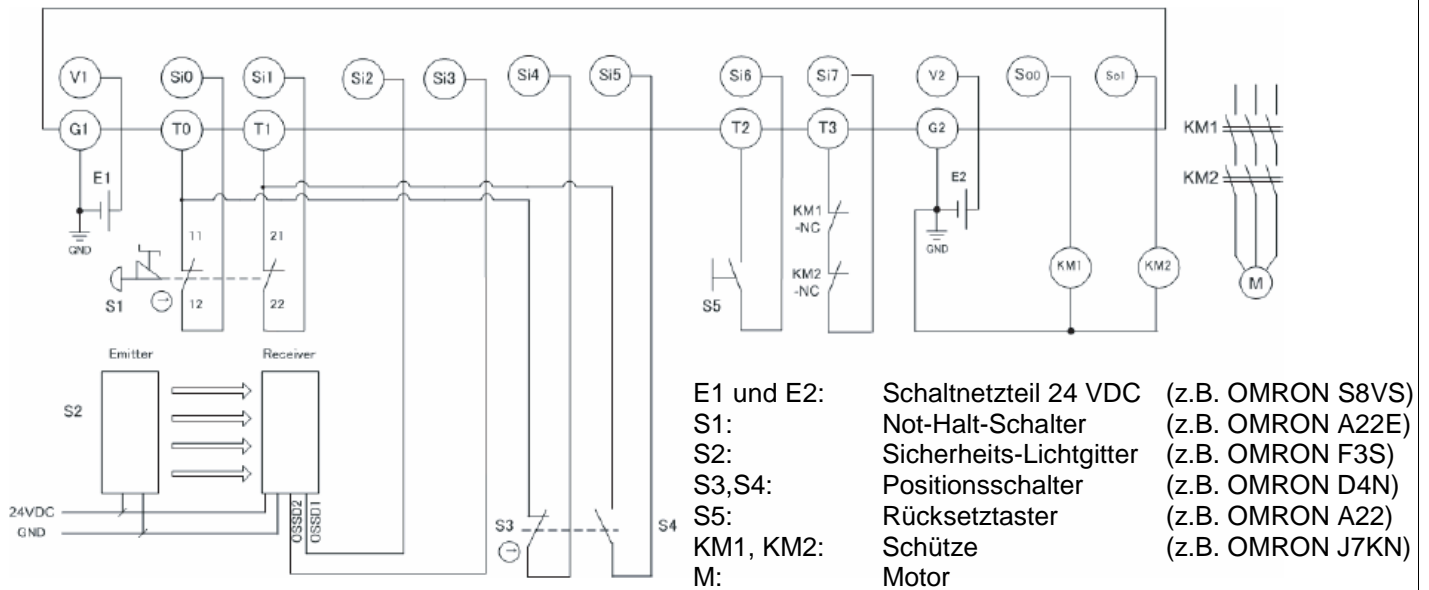 V1 Si0 Si1 Si2 Si3 Si4 Si5 Si6 Si7 V2 So0 So1
G1 T0 T1 T2 T3 G2
KM1
KM2
M
E1
GND
E2
GND
11 21
S1 12 22
KM1
-NC
KM2
-NC
S5
KM1 KM2
Emitter Receiver
S2
24VDC
GND
OSSD2
OSSD1
S3 S4
E1 und E2: Schaltnetzteil 24 VDC (z.B. OMRON S8VS)
S1: Not-Halt-Schalter (z.B. OMRON A22E)
S2: Sicherheits-Lichtgitter (z.B. OMRON F3S)
S3,S4: Positionsschalter (z.B. OMRON D4N)
S5: Rücksetztaster (z.B. OMRON A22)
KM1, KM2: Schütze (z.B. OMRON J7KN)
M: Motor